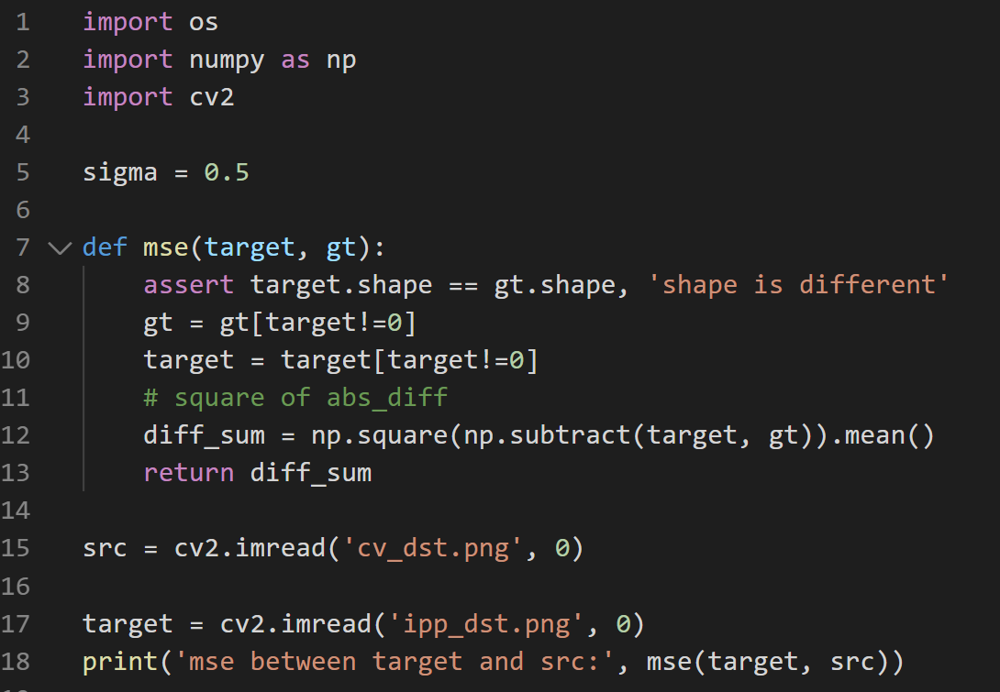 1 import os
2 import numpy as np
3 import cv2
4
5 sigma = 0.5
6
7 def mse(target, gt):
8     assert target.shape == gt.shape, 'shape is different'
9     gt = gt[target!=0]
10     target = target[target!=0]
11     # square of abs_diff
12     diff_sum = np.square(np.subtract(target, gt)).mean()
13     return diff_sum
14
15 src = cv2.imread('cv_dst.png', 0)
16
17 target = cv2.imread('ipp_dst.png', 0)
18 print('mse between target and src:', mse(target, src))